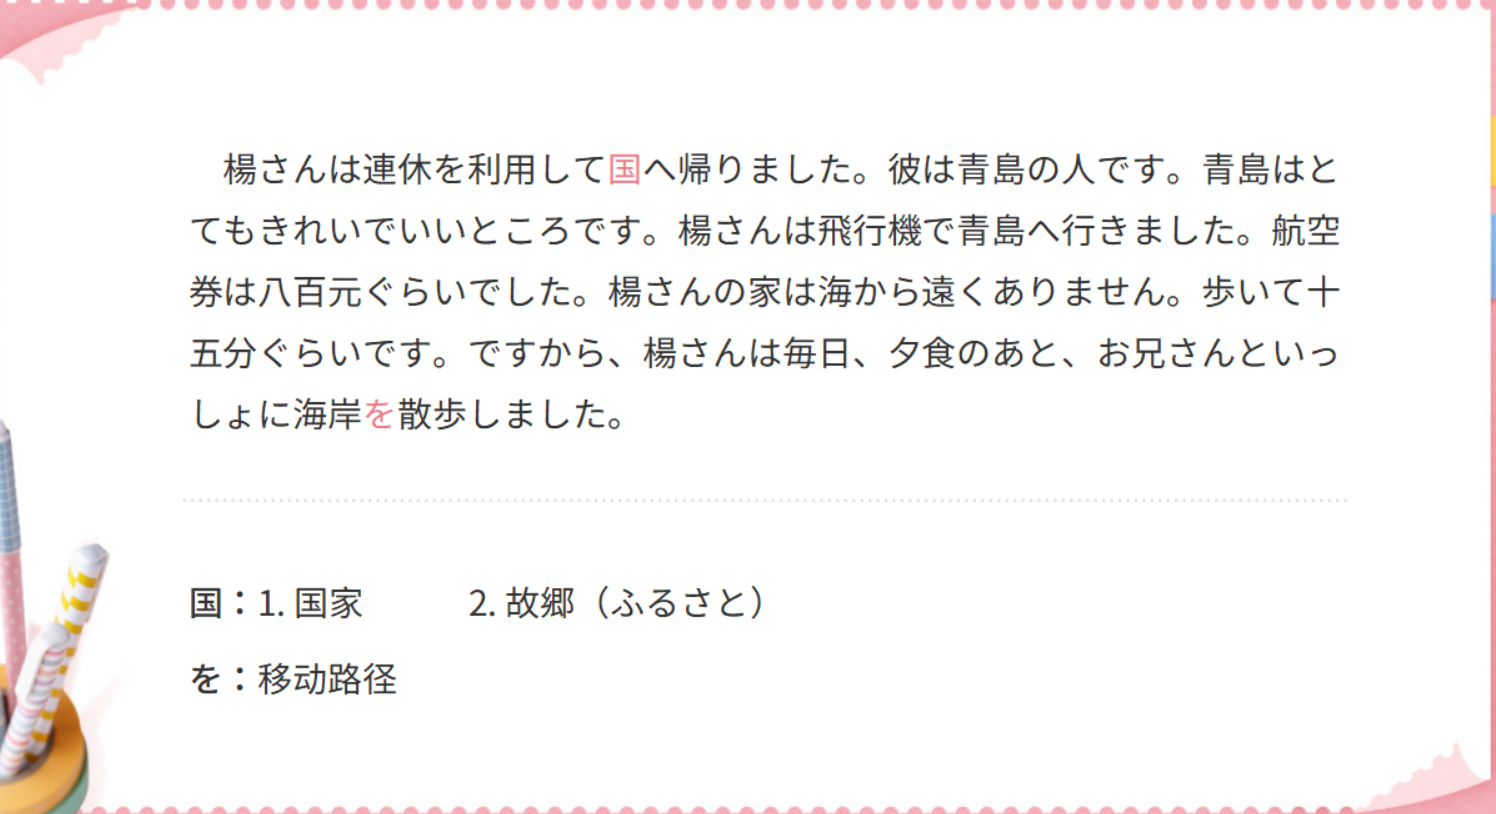 楊さんは連休を利用して国へ帰りました。彼は青島の人です。青島はと
てもきれいでいいところです。楊さんは飛行機で青島へ行きました。航空
券は八百元ぐらいでした。楊さんの家は海から遠くありません。歩いて十
五分ぐらいです。ですから、楊さんは毎日、夕食のあと、お兄さんといっ
しょに海岸を散歩しました。
国：1. 国家　　　2. 故郷（ふるさと）
を：移动路径